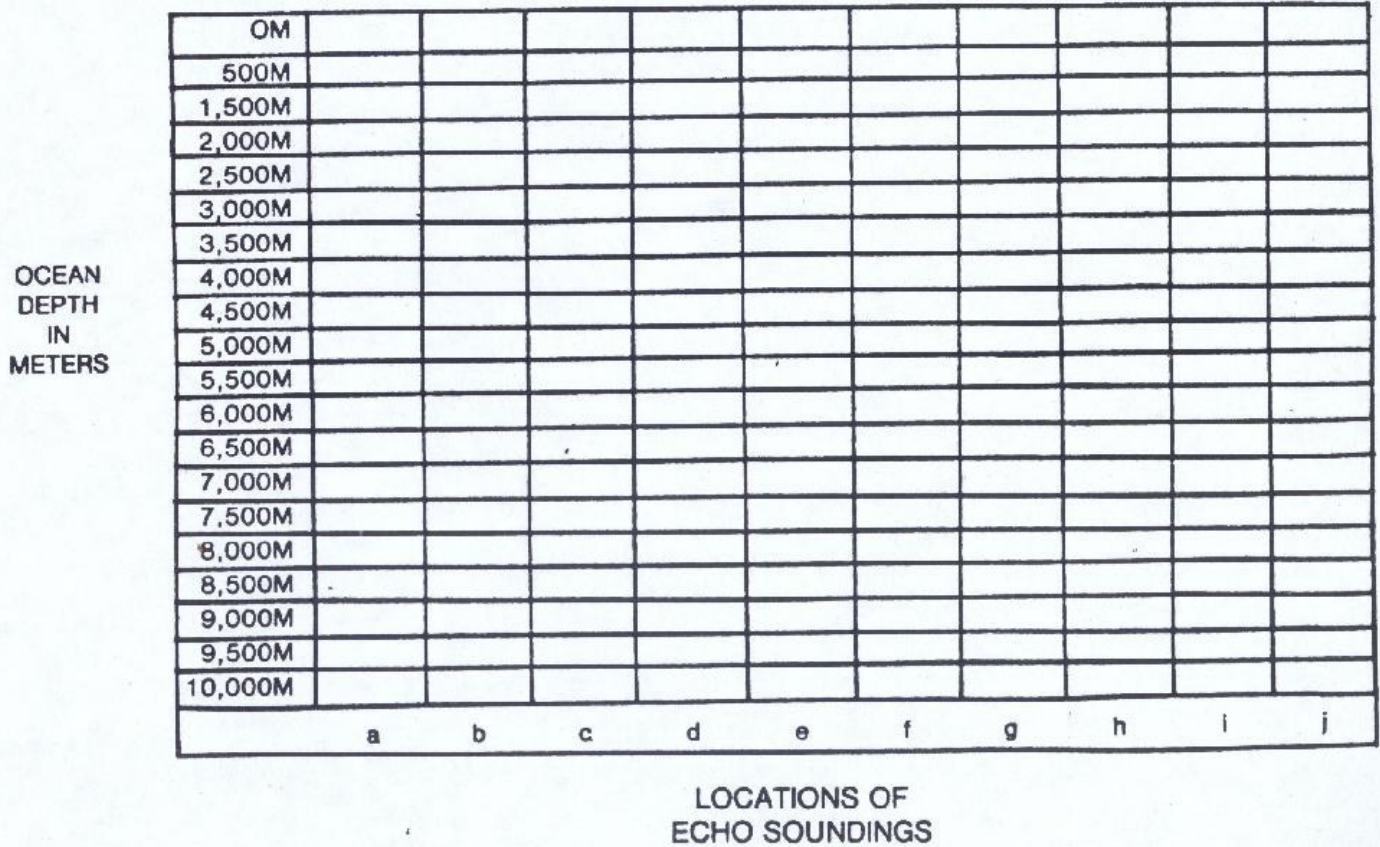 OM
500M
1,500M
2,000M
2,500M
3,000M
3,500M
4,000M
4,500M
5,000M
5,500M
6,000M
6,500M
7,000M
7,500M
8,000M
8,500M
9,000M
9,500M
10,000M
OCEAN
DEPTH
IN
METERS
a b c d e f g h i j
LOCATIONS OF
ECHO SOUNDINGS